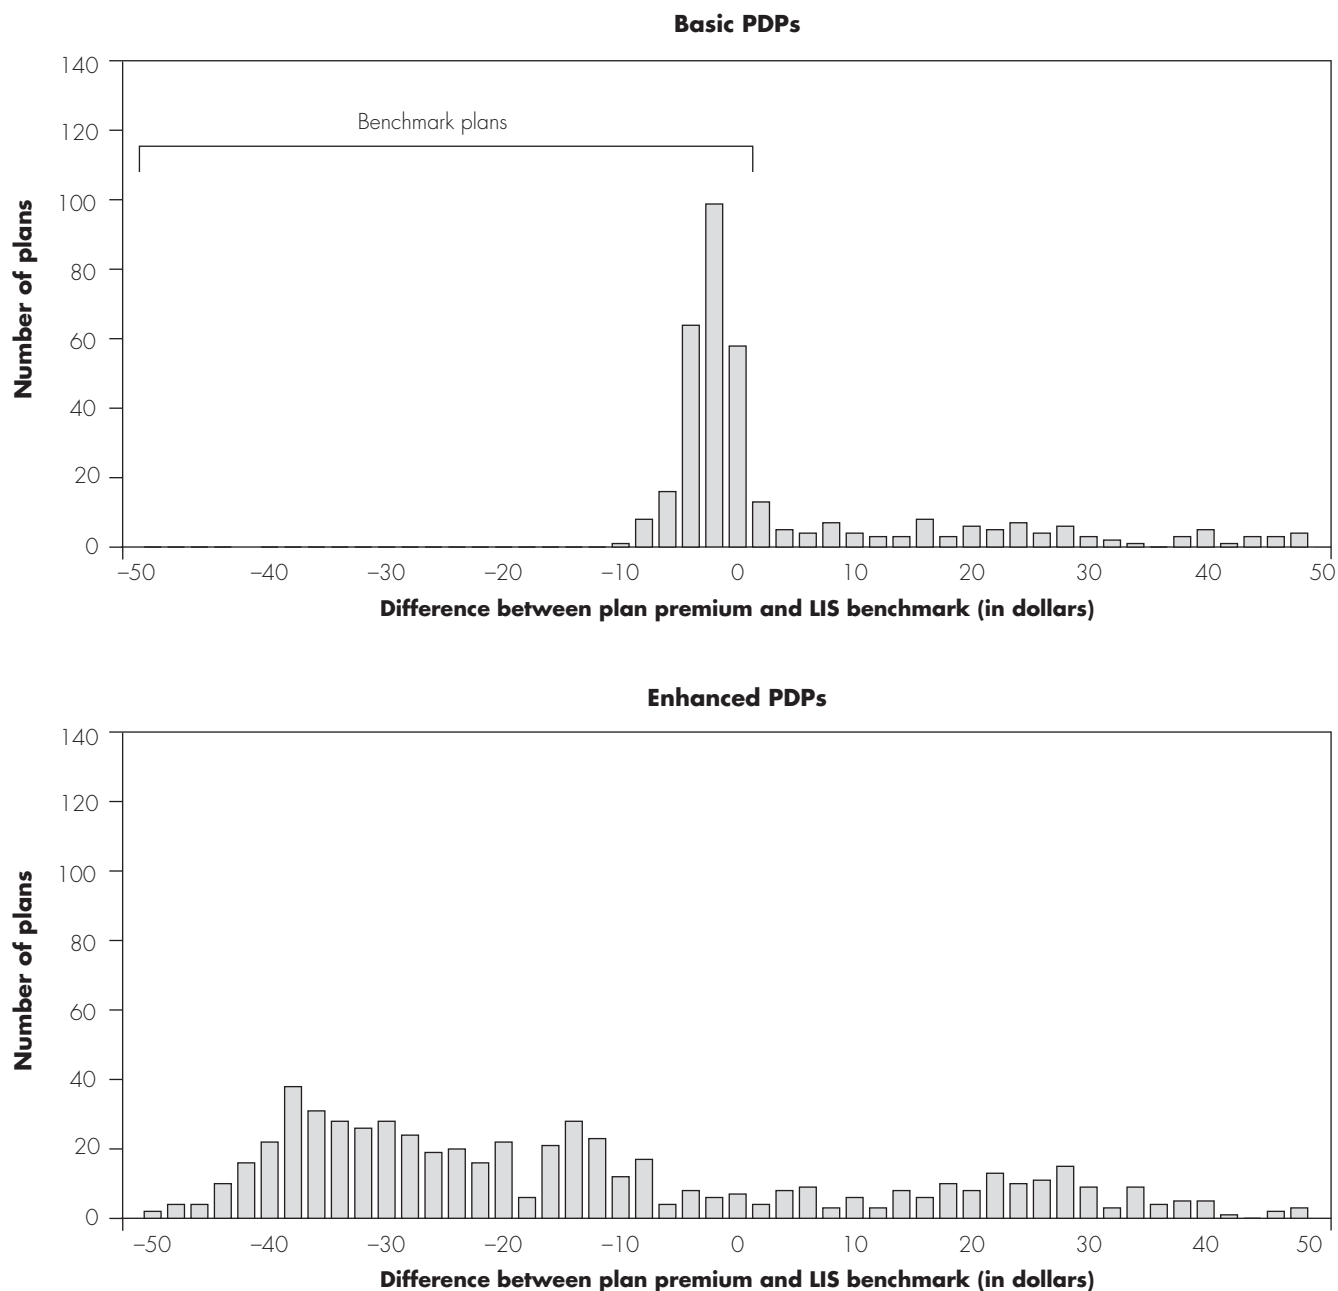 Basic PDPs
140
120
100
80
60
40
20
0
Number of plans
Benchmark plans
–50 –40 –30 –20 –10 0 10 20 30 40 50
Difference between plan premium and LIS benchmark (in dollars)
Enhanced PDPs
140
120
100
80
60
40
20
0
Number of plans
–50 –40 –30 –20 –10 0 10 20 30 40 50
Difference between plan premium and LIS benchmark (in dollars)